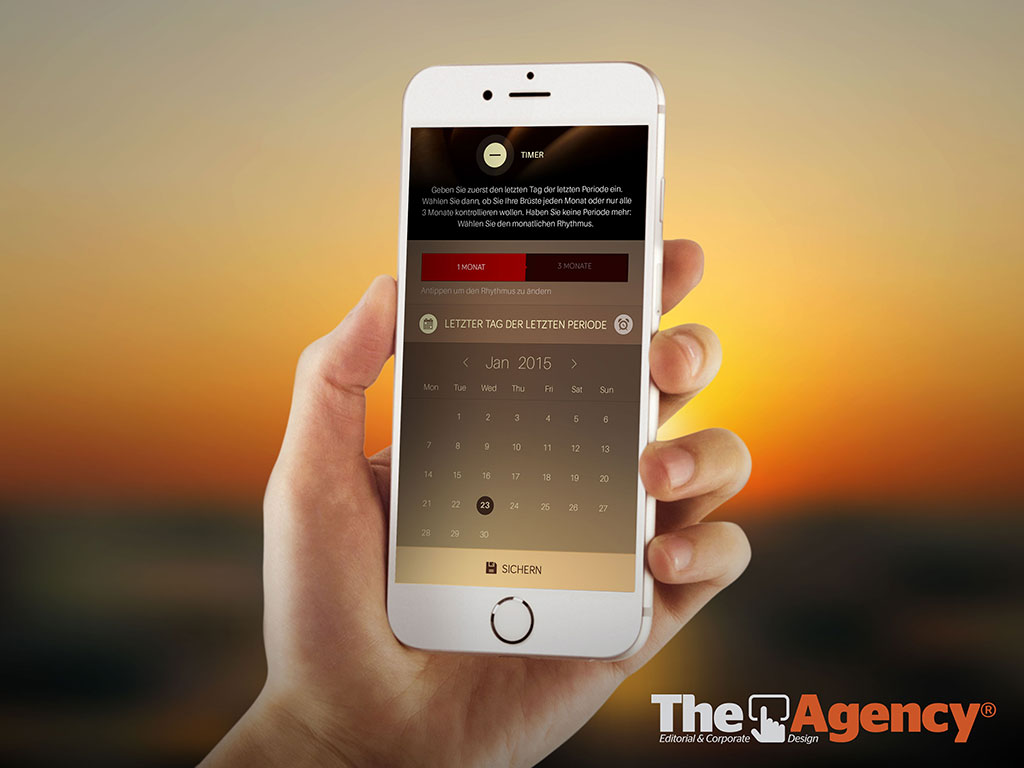 TIMER
Geben Sie zuerst den letzten Tag der letzten Periode ein.
Wählen Sie dann, ob Sie Ihre Brüste jeden Monat oder nur alle
3 Monate kontrollieren wollen. Haben Sie keine Periode mehr:
Wählen Sie den monatlichen Rhythmus.
1 MONAT 3 MONATE
Antippen um den Rhythmus zu ändern
LETZTER TAG DER LETZTEN PERIODE
< Jan 2015 >
Mon Tue Wed Thu Fri Sat Sun
1 2 3 4 5 6
7 8 9 10 11 12 13
14 15 16 17 18 19 20
21 22 23 24 25 26 27
28 29 30
SICHERN
The Agency®
Editorial & Corporate Design